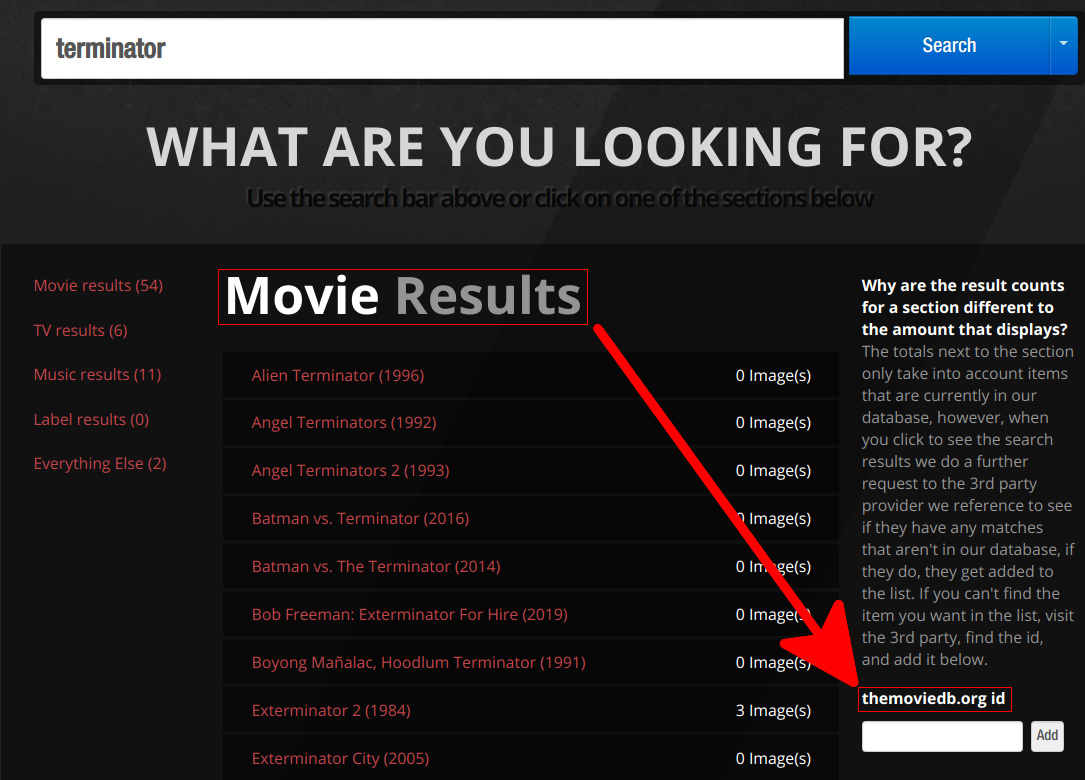 terminator
Search
WHAT ARE YOU LOOKING FOR?
Use the search bar above or click on one of the sections below
Movie results (54)
TV results (6)
Music results (11)
Label results (0)
Everything Else (2)
Movie Results
Alien Terminator (1996) 0 Image(s)
Angel Terminators (1992) 0 Image(s)
Angel Terminators 2 (1993) 0 Image(s)
Batman vs. Terminator (2016) 0 Image(s)
Batman vs. The Terminator (2014) 0 Image(s)
Bob Freeman: Exterminator For Hire (2019) 0 Image(s)
Boyong Mañalac, Hoodlum Terminator (1991) 0 Image(s)
Exterminator 2 (1984) 3 Image(s)
Exterminator City (2005) 0 Image(s)
Why are the result counts
for a section different to
the amount that displays?
The totals next to the section
only take into account items
that are currently in our
database, however, when
you click to see the search
results we do a further
request to the 3rd party
provider we reference to see
if they have any matches
that aren't in our database, if
they do, they get added to
the list. If you can't find the
item you want in the list, visit
the 3rd party, find the id,
and add it below.
themoviedb.org id
Add